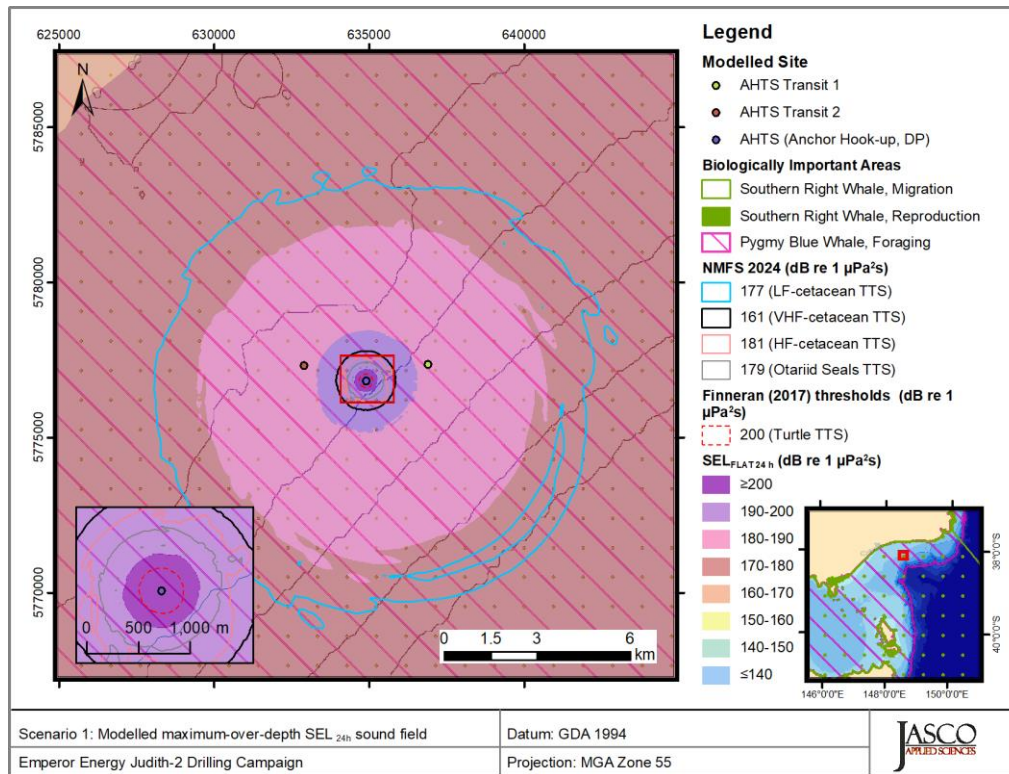 625000 630000 635000 640000
N
5785000
5780000
5775000
5770000
0 500 1,000 m
0 1.5 3 6
km
Legend
Modelled Site
AHTS Transit 1
AHTS Transit 2
AHTS (Anchor Hook-up, DP)
Biologically Important Areas
Southern Right Whale, Migration
Southern Right Whale, Reproduction
Pygmy Blue Whale, Foraging
NMFS 2024 (dB re 1 µPa²s)
177 (LF-cetacean TTS)
161 (VHF-cetacean TTS)
181 (HF-cetacean TTS)
179 (Otariid Seals TTS)
Finneran (2017) thresholds (dB re 1
µPa²s)
200 (Turtle TTS)
SELFLAT 24 h (dB re 1 µPa²s)
≥200
190-200
180-190
170-180
160-170
150-160
140-150
≤140
38°0'0"S
40°0'0"S
146°0'0"E 148°0'0"E 150°0'0"E
Scenario 1: Modelled maximum-over-depth SEL 24h sound field
Datum: GDA 1994
Emperor Energy Judith-2 Drilling Campaign
Projection: MGA Zone 55
JASCO
APPLIED SCIENCES